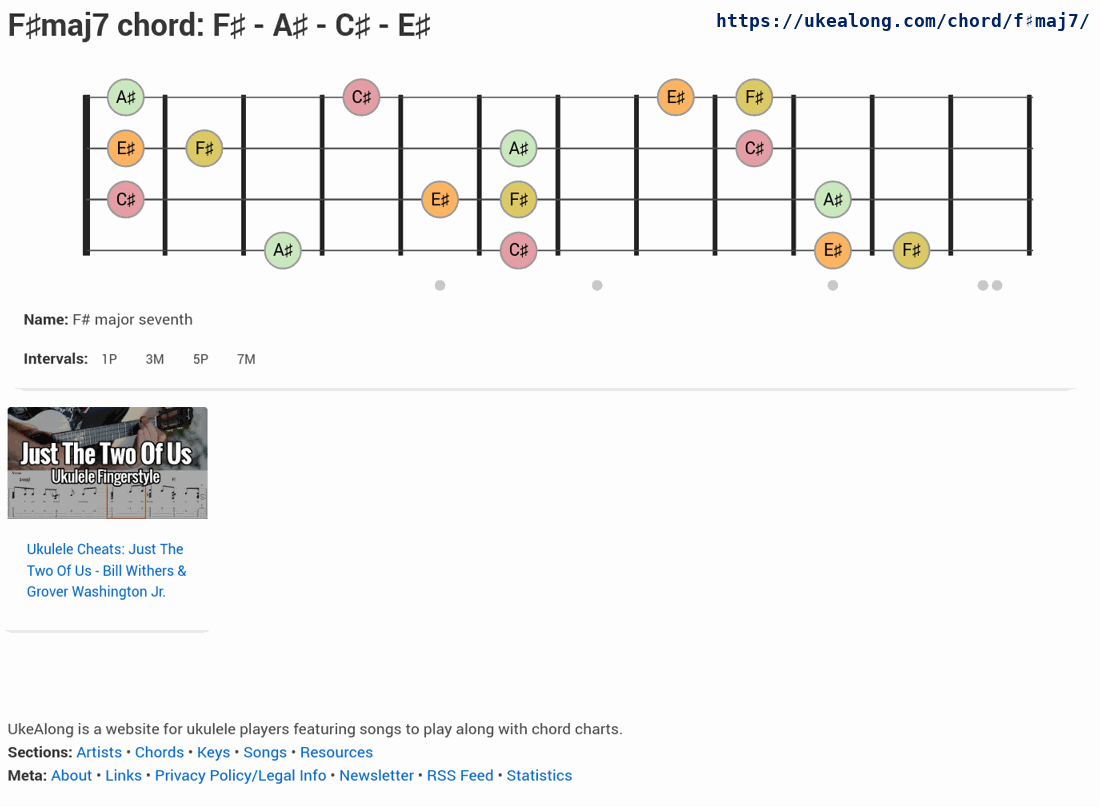 F♯maj7 chord: F♯ - A♯ - C♯ - E♯
https://ukealong.com/chord/f♯maj7/
A♯ C♯ E♯ F♯
E♯ F♯ A♯ C♯
C♯ E♯ F♯ A♯
A♯ C♯ E♯ F♯
Name: F# major seventh
Intervals: 1P 3M 5P 7M
Just The Two Of Us
Ukulele Fingerstyle
Ukulele Cheats: Just The
Two Of Us - Bill Withers &
Grover Washington Jr.
UkeAlong is a website for ukulele players featuring songs to play along with chord charts.
Sections: Artists • Chords • Keys • Songs • Resources
Meta: About • Links • Privacy Policy/Legal Info • Newsletter • RSS Feed • Statistics